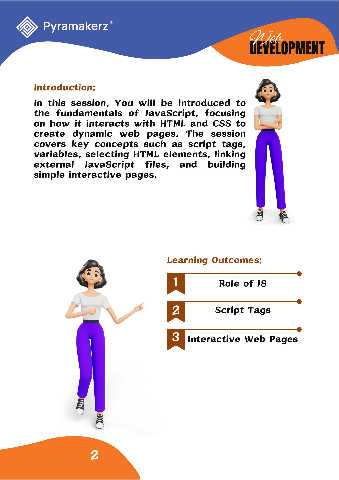 Pyramakerz
Web
DEVELOPMENT
Introduction:
In this session, You will be introduced to
the fundamentals of JavaScript, focusing
on how it interacts with HTML and CSS to
create dynamic web pages. The session
covers key concepts such as script tags,
variables, selecting HTML elements, linking
external JavaScript files, and building
simple interactive pages.
Learning Outcomes:
1 Role of JS
2 Script Tags
3 Interactive Web Pages
2